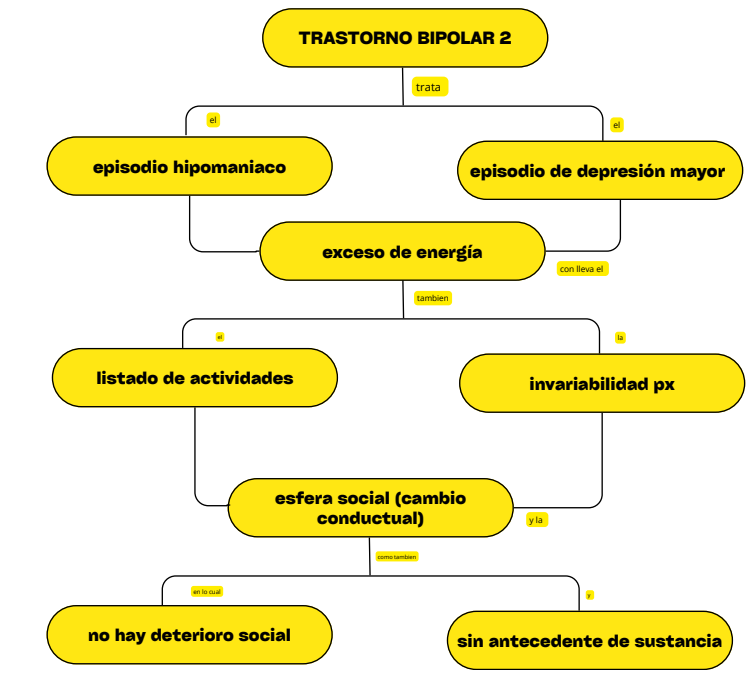 TRASTORNO BIPOLAR 2
trata
el
el
episodio hipomaniaco
episodio de depresión mayor
exceso de energía
con lleva el
tambien
el
la
listado de actividades
invariabilidad px
esfera social (cambio
conductual)
y la
como tambien
en lo cual
y
no hay deterioro social
sin antecedente de sustancia